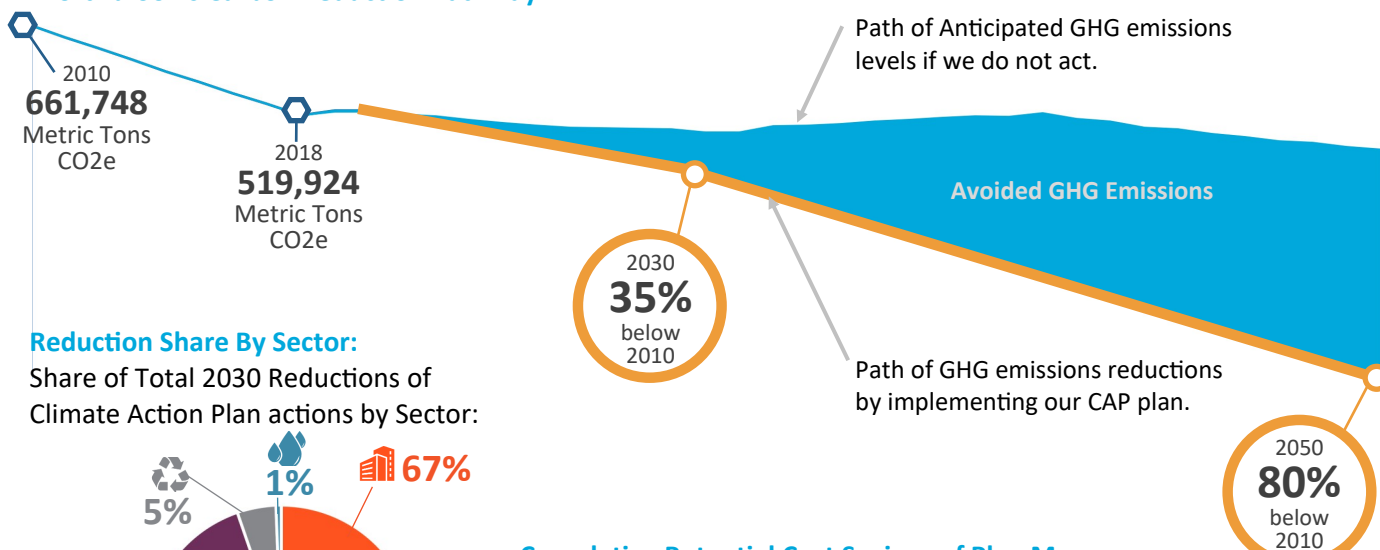 Path of Anticipated GHG emissions
levels if we do not act.
2010
661,748
Metric Tons
CO2e
2018
519,924
Metric Tons
CO2e
Avoided GHG Emissions
2030
35%
below
2010
Path of GHG emissions reductions
by implementing our CAP plan.
2050
80%
below
2010
Reduction Share By Sector:
Share of Total 2030 Reductions of
Climate Action Plan actions by Sector:
67%
1%
5%